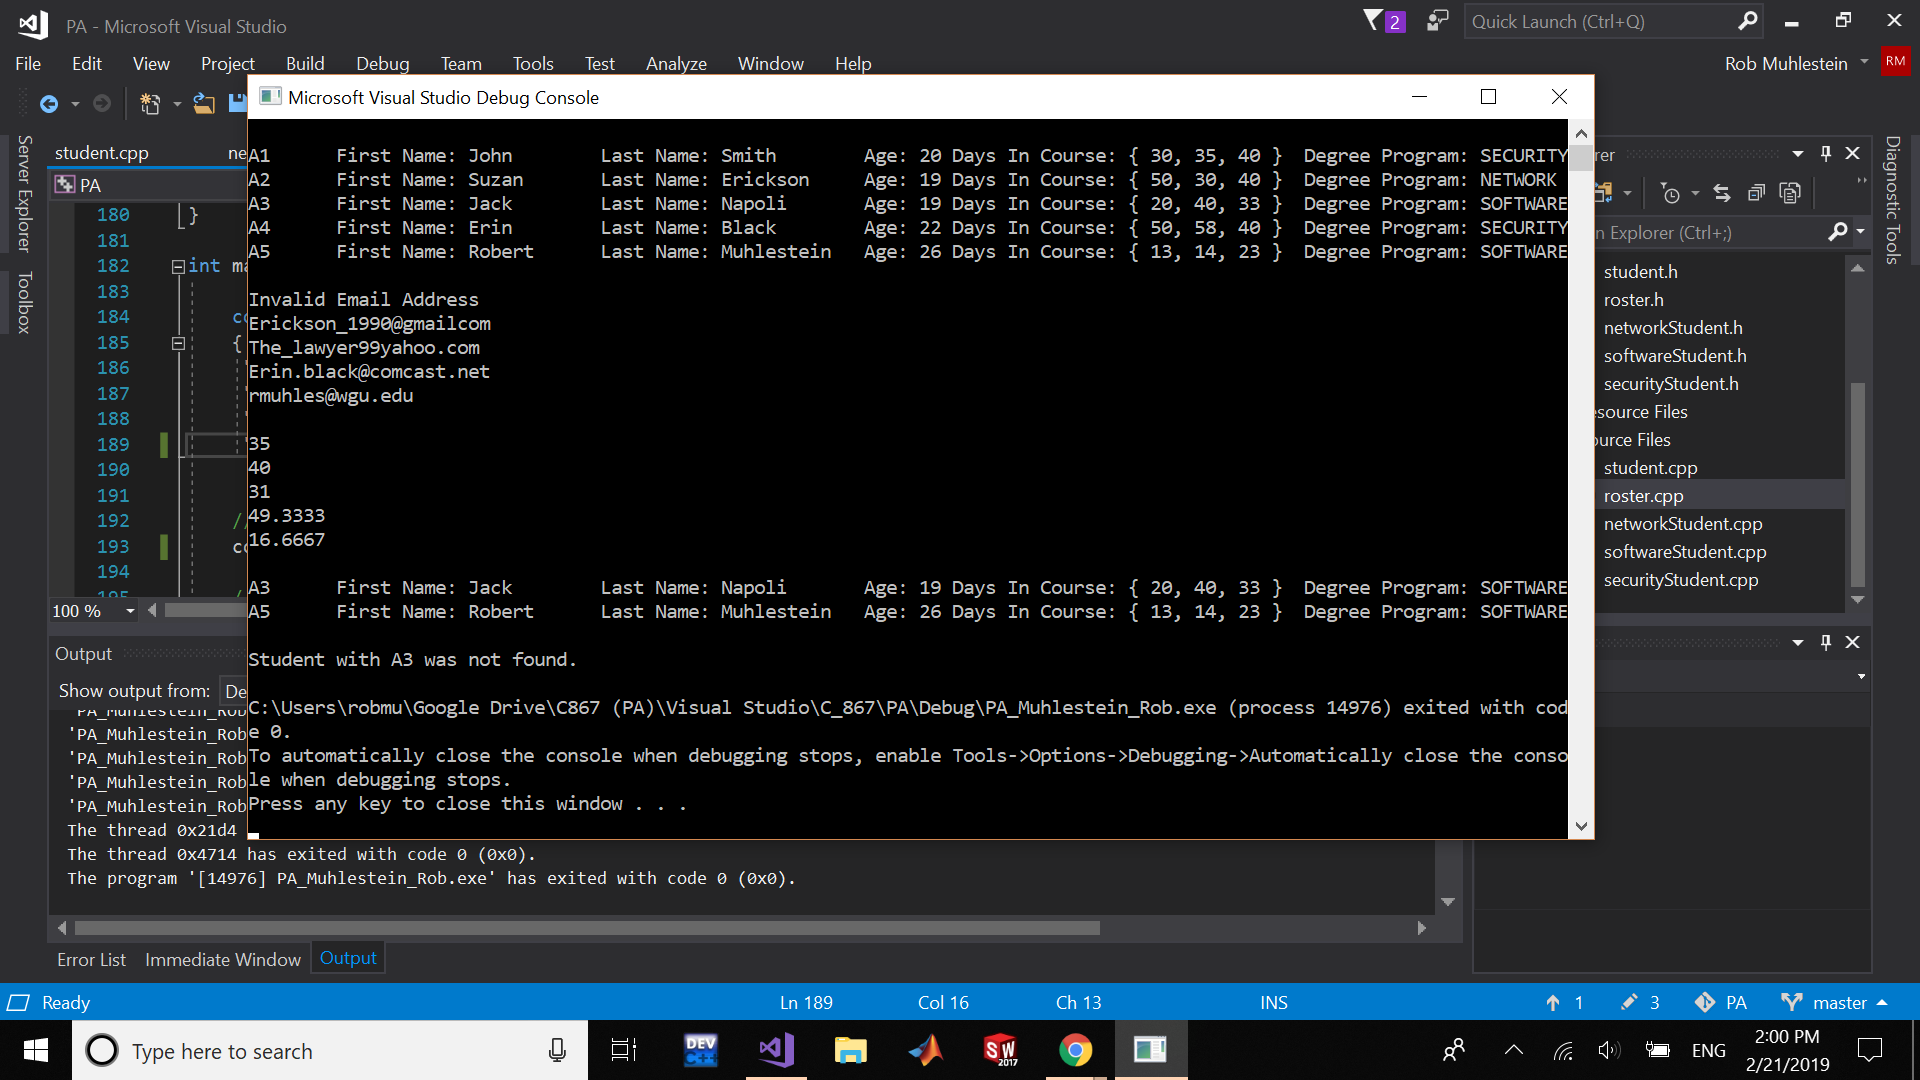 PA - Microsoft Visual Studio
2
Quick Launch (Ctrl+Q)
File Edit View Project Build Debug Team Tools Test Analyze Window Help
Rob Muhlestein RM
Microsoft Visual Studio Debug Console
Server Explorer
Toolbox
student.cpp ne
PA
180 }
181
182 int ma
183
184 co
185 {
186 "
187 "
188 "
189 "
190
191
192 //
193 co
194
195 //
100 %
A1 First Name: John Last Name: Smith Age: 20 Days In Course: { 30, 35, 40 } Degree Program: SECURITY
A2 First Name: Suzan Last Name: Erickson Age: 19 Days In Course: { 50, 30, 40 } Degree Program: NETWORK
A3 First Name: Jack Last Name: Napoli Age: 19 Days In Course: { 20, 40, 33 } Degree Program: SOFTWARE
A4 First Name: Erin Last Name: Black Age: 22 Days In Course: { 50, 58, 40 } Degree Program: SECURITY
A5 First Name: Robert Last Name: Muhlestein Age: 26 Days In Course: { 13, 14, 23 } Degree Program: SOFTWARE
Invalid Email Address
Erickson_1990@gmailcom
The_lawyer99yahoo.com
Erin.black@comcast.net
rmuhles@wgu.edu
35
40
31
49.3333
16.6667
A3 First Name: Jack Last Name: Napoli Age: 19 Days In Course: { 20, 40, 33 } Degree Program: SOFTWARE
A5 First Name: Robert Last Name: Muhlestein Age: 26 Days In Course: { 13, 14, 23 } Degree Program: SOFTWARE
Student with A3 was not found.
C:\Users\robmu\Google Drive\C867 (PA)\Visual Studio\C_867\PA\Debug\PA_Muhlestein_Rob.exe (process 14976) exited with cod
e 0.
To automatically close the console when debugging stops, enable Tools->Options->Debugging->Automatically close the conso
le when debugging stops.
Press any key to close this window . . .
rer
n Explorer (Ctrl+;)
student.h
roster.h
networkStudent.h
softwareStudent.h
securityStudent.h
esource Files
ource Files
student.cpp
roster.cpp
networkStudent.cpp
softwareStudent.cpp
securityStudent.cpp
Diagnostic Tools
Output
Show output from: De
'PA_Muhlestein_Rob
'PA_Muhlestein_Rob
'PA_Muhlestein_Rob
'PA_Muhlestein_Rob
'PA_Muhlestein_Rob
The thread 0x21d4
The thread 0x4714 has exited with code 0 (0x0).
The program '[14976] PA_Muhlestein_Rob.exe' has exited with code 0 (0x0).
Error List Immediate Window Output
Ready Ln 189 Col 16 Ch 13 INS 1 3 PA master
Type here to search
DEV C++
SW 2017
ENG
2:00 PM
2/21/2019